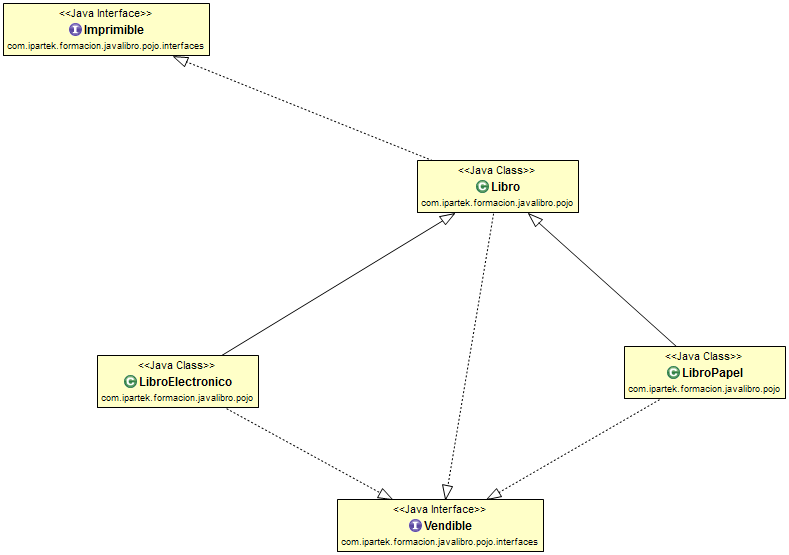 <<Java Interface>>
Imprimible
com.ipartek.formacion.javalibro.pojo.interfaces
<<Java Class>>
Libro
com.ipartek.formacion.javalibro.pojo
<<Java Class>>
LibroElectronico
com.ipartek.formacion.javalibro.pojo
<<Java Class>>
LibroPapel
com.ipartek.formacion.javalibro.pojo
<<Java Interface>>
Vendible
com.ipartek.formacion.javalibro.pojo.interfaces